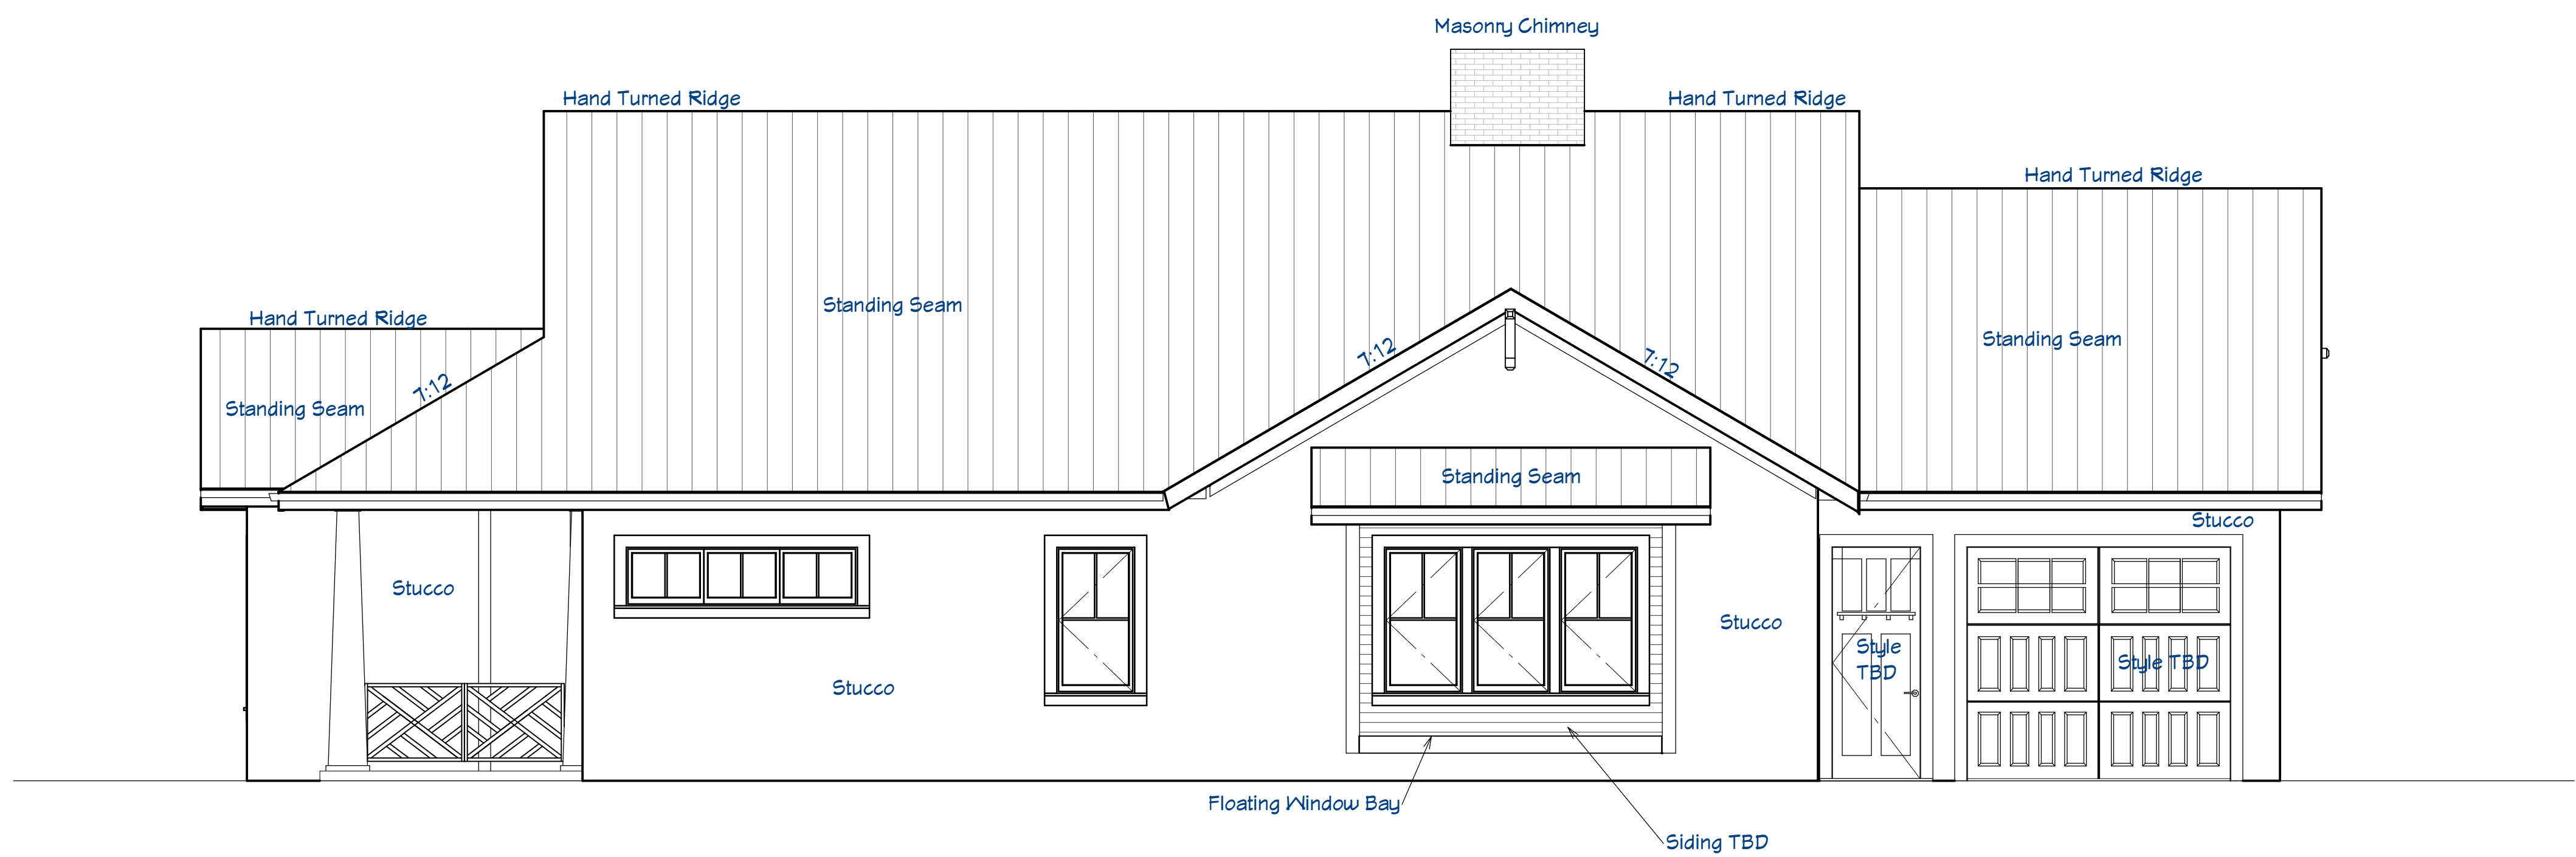 Masonry Chimney
Hand Turned Ridge
Hand Turned Ridge
Hand Turned Ridge
Hand Turned Ridge
Standing Seam
7:12
7:12
Standing Seam
7:12
Standing Seam
Standing Seam
Stucco
Stucco
Stucco
Style
TBD
Style TBD
Stucco
Floating Window Bay
Siding TBD